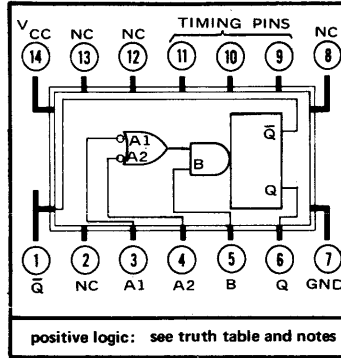 TIMING PINS
VCC NC NC NC
14 13 12 11 10 9 8
A1
A2
B
Q̅
Q
1 2 3 4 5 6 7
Q̅ NC A1 A2 B Q GND
positive logic: see truth table and notes